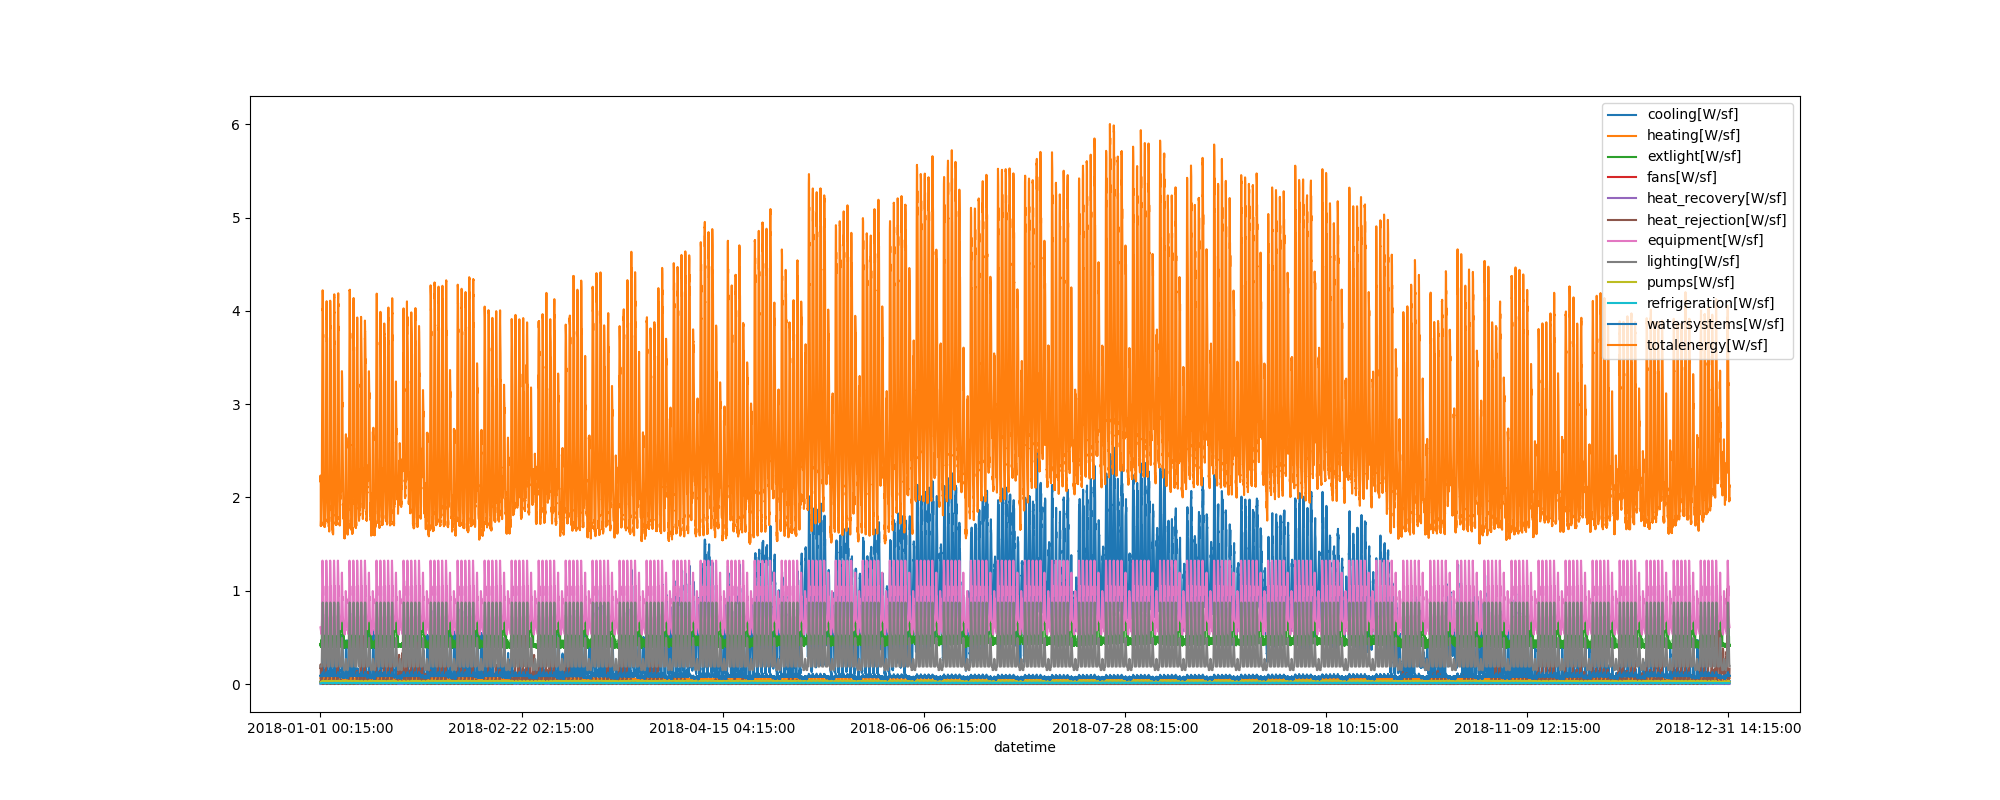 6
5
4
3
2
1
0
cooling[W/sf]
heating[W/sf]
extlight[W/sf]
fans[W/sf]
heat_recovery[W/sf]
heat_rejection[W/sf]
equipment[W/sf]
lighting[W/sf]
pumps[W/sf]
refrigeration[W/sf]
watersystems[W/sf]
totalenergy[W/sf]
2018-01-01 00:15:00 2018-02-22 02:15:00 2018-04-15 04:15:00 2018-06-06 06:15:00 2018-07-28 08:15:00 2018-09-18 10:15:00 2018-11-09 12:15:00 2018-12-31 14:15:00
datetime